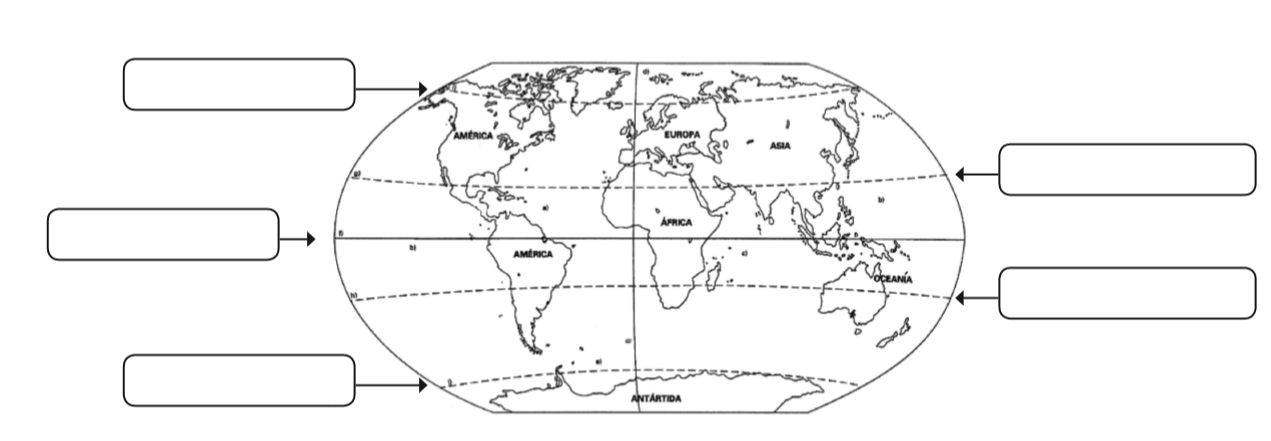 d)
AMÉRICA
EUROPA
ASIA
g)
a)
b)
ÁFRICA
f)
b)
AMÉRICA
OCEANÍA
h)
e)
ANTÁRTIDA